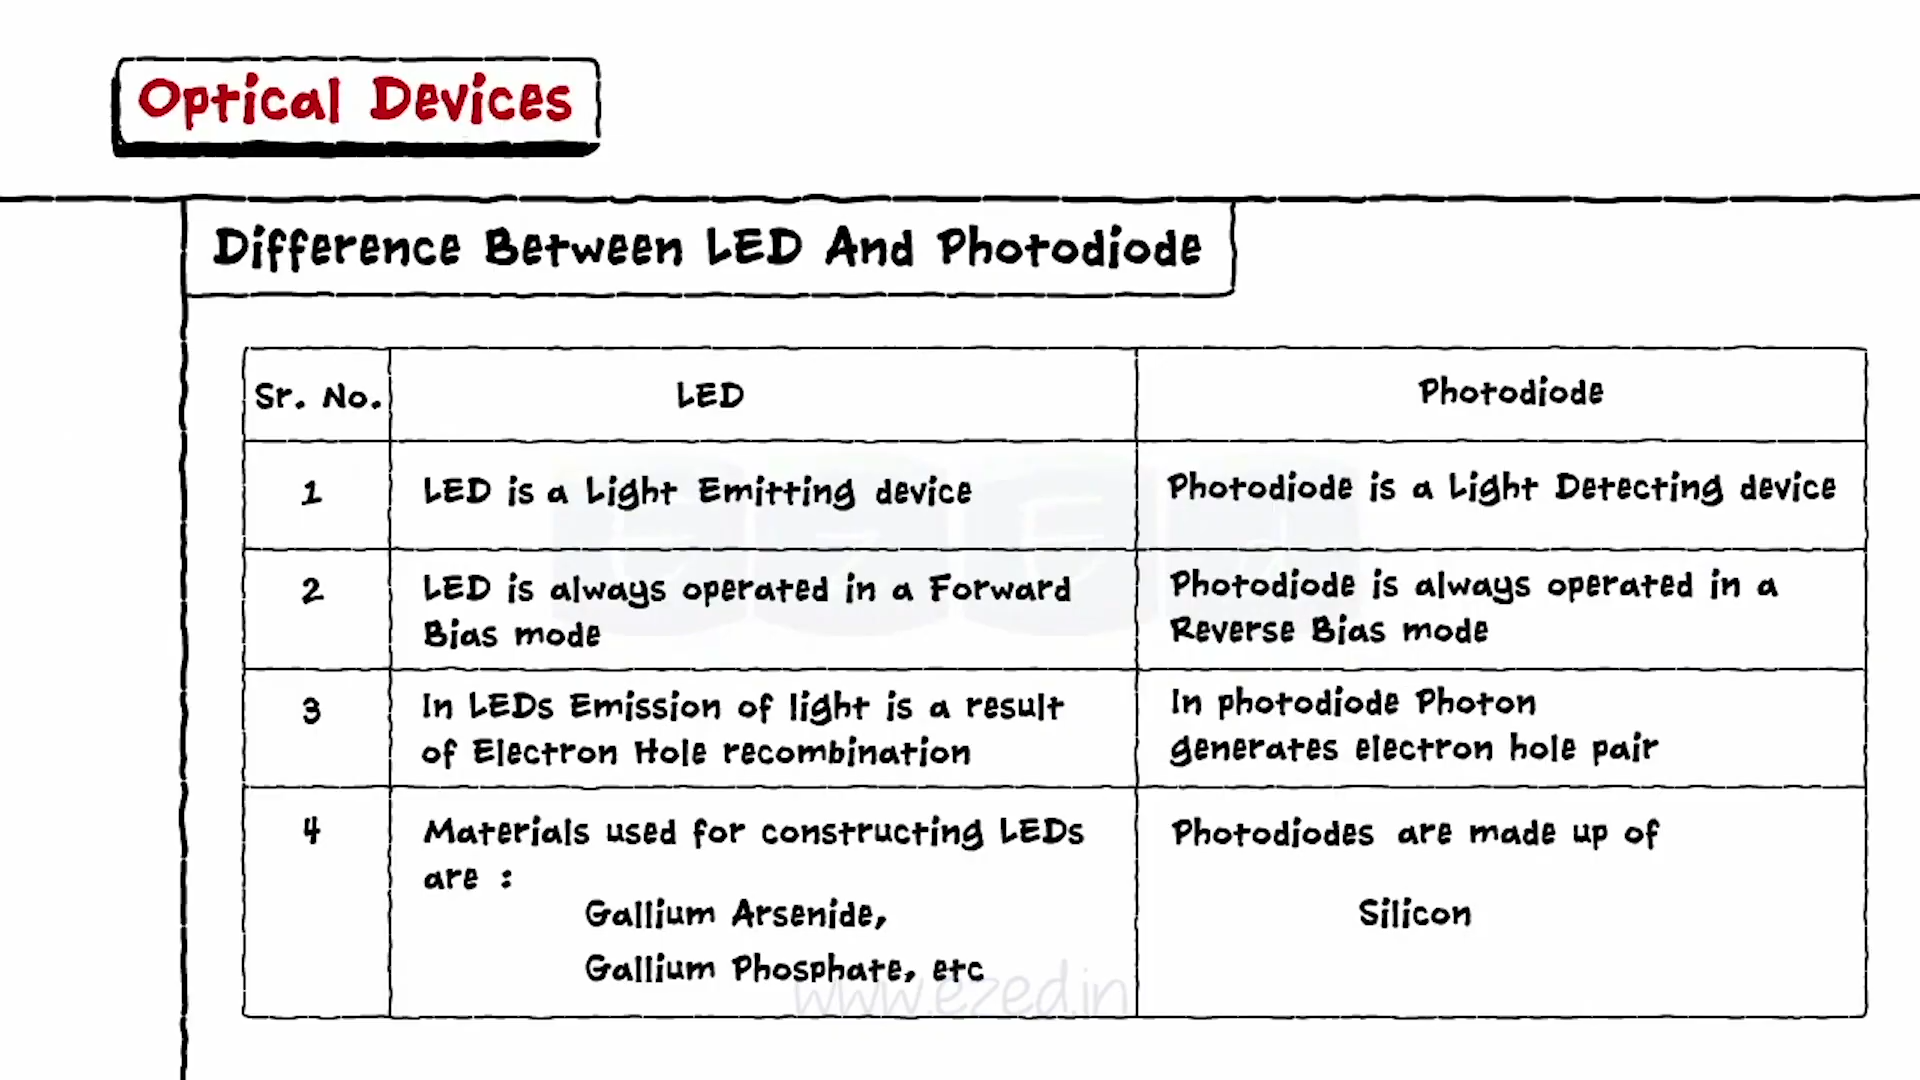 Optical Devices
Difference Between LED And Photodiode
Sr. No. LED Photodiode
1 LED is a Light Emitting device Photodiode is a Light Detecting device
2 LED is always operated in a Forward Photodiode is always operated in a
Bias mode Reverse Bias mode
3 In LEDs Emission of light is a result In photodiode Photon
of Electron Hole recombination generates electron hole pair
4 Materials used for constructing LEDs Photodiodes are made up of
are :
Gallium Arsenide, Silicon
Gallium Phosphate, etc
www.ezed.in
EZEd